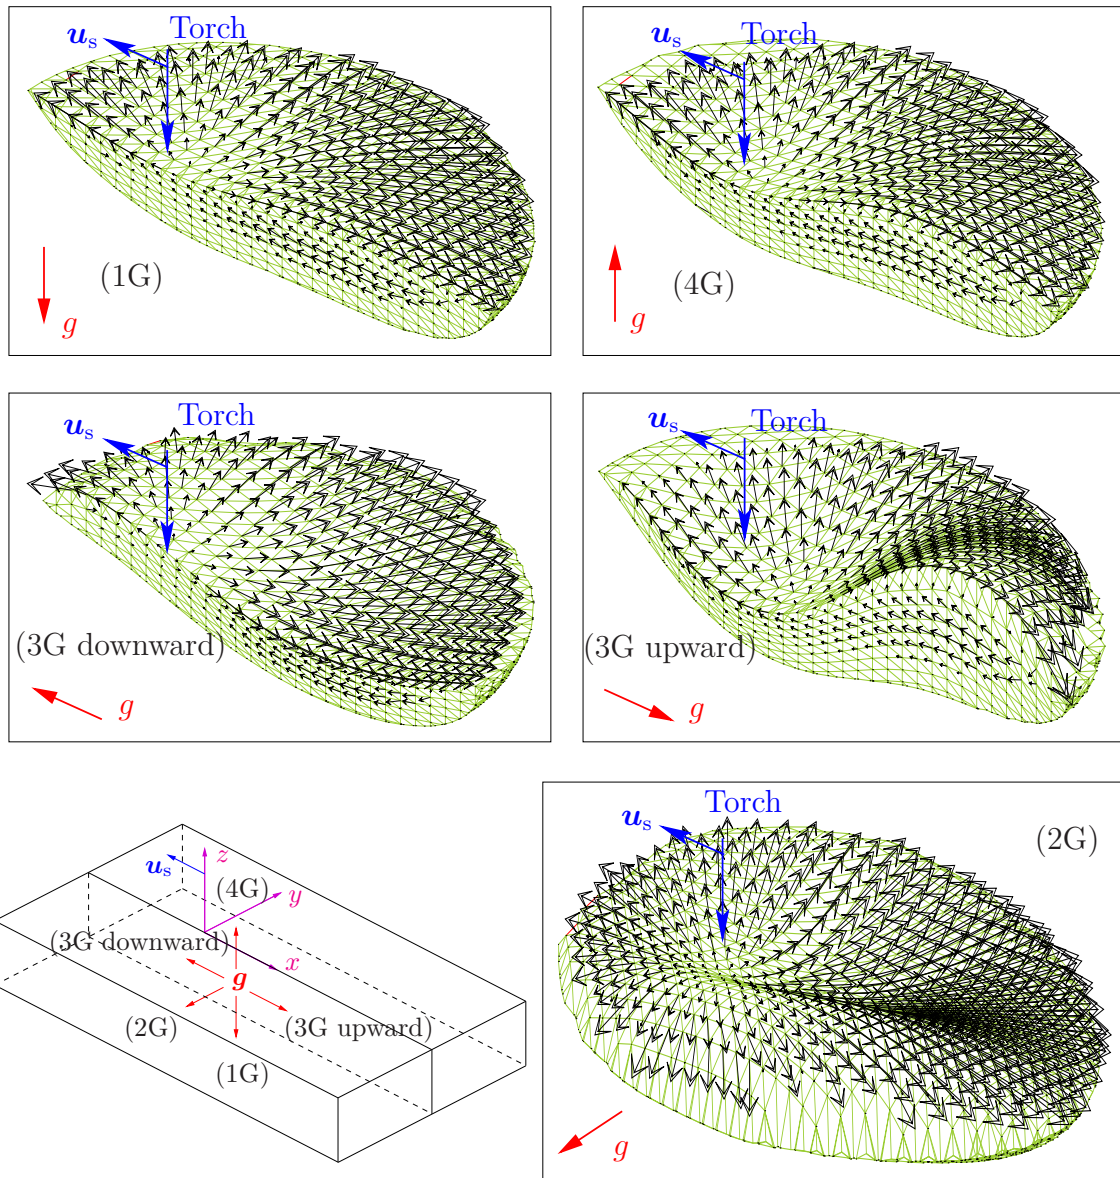 u_s Torch
(1G)
g
u_s Torch
(4G)
g
u_s Torch
(3G downward)
g
u_s Torch
(3G upward)
g
u_s
z
(4G)
y
(3G downward)
x
g
(2G)
(3G upward)
(1G)
Torch
u_s
(2G)
g